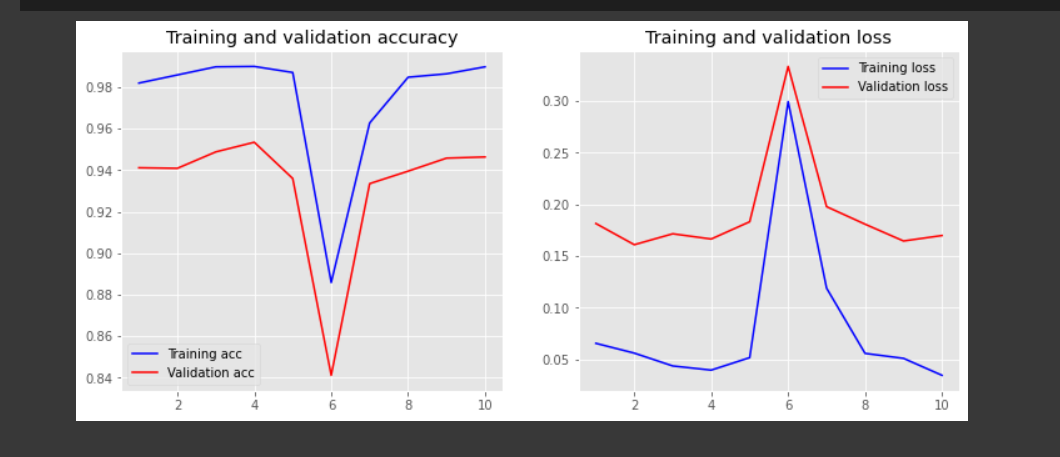 Training and validation accuracy
0.98
0.96
0.94
0.92
0.90
0.88
0.86
0.84
Training acc
Validation acc
2 4 6 8 10
Training and validation loss
Training loss
Validation loss
0.30
0.25
0.20
0.15
0.10
0.05
2 4 6 8 10